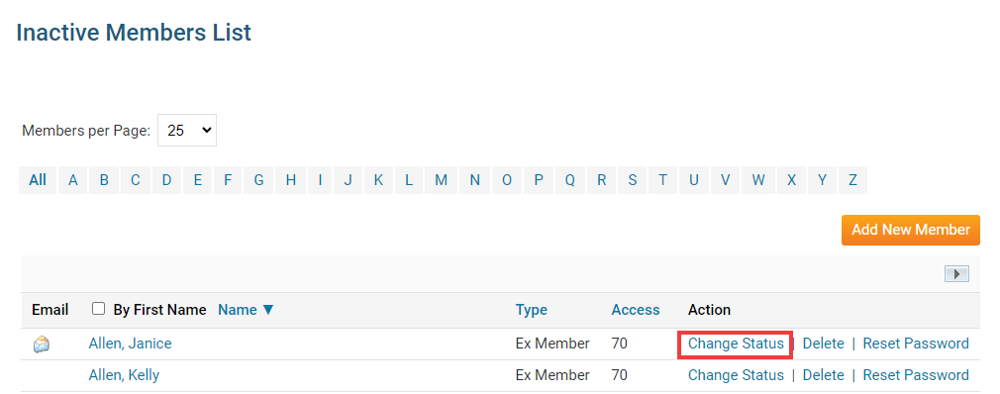 Inactive Members List
Members per Page: 25
All A B C D E F G H I J K L M N O P Q R S T U V W X Y Z
Add New Member
Email By First Name Name ▼ Type Access Action
Allen, Janice Ex Member 70 Change Status | Delete | Reset Password
Allen, Kelly Ex Member 70 Change Status | Delete | Reset Password